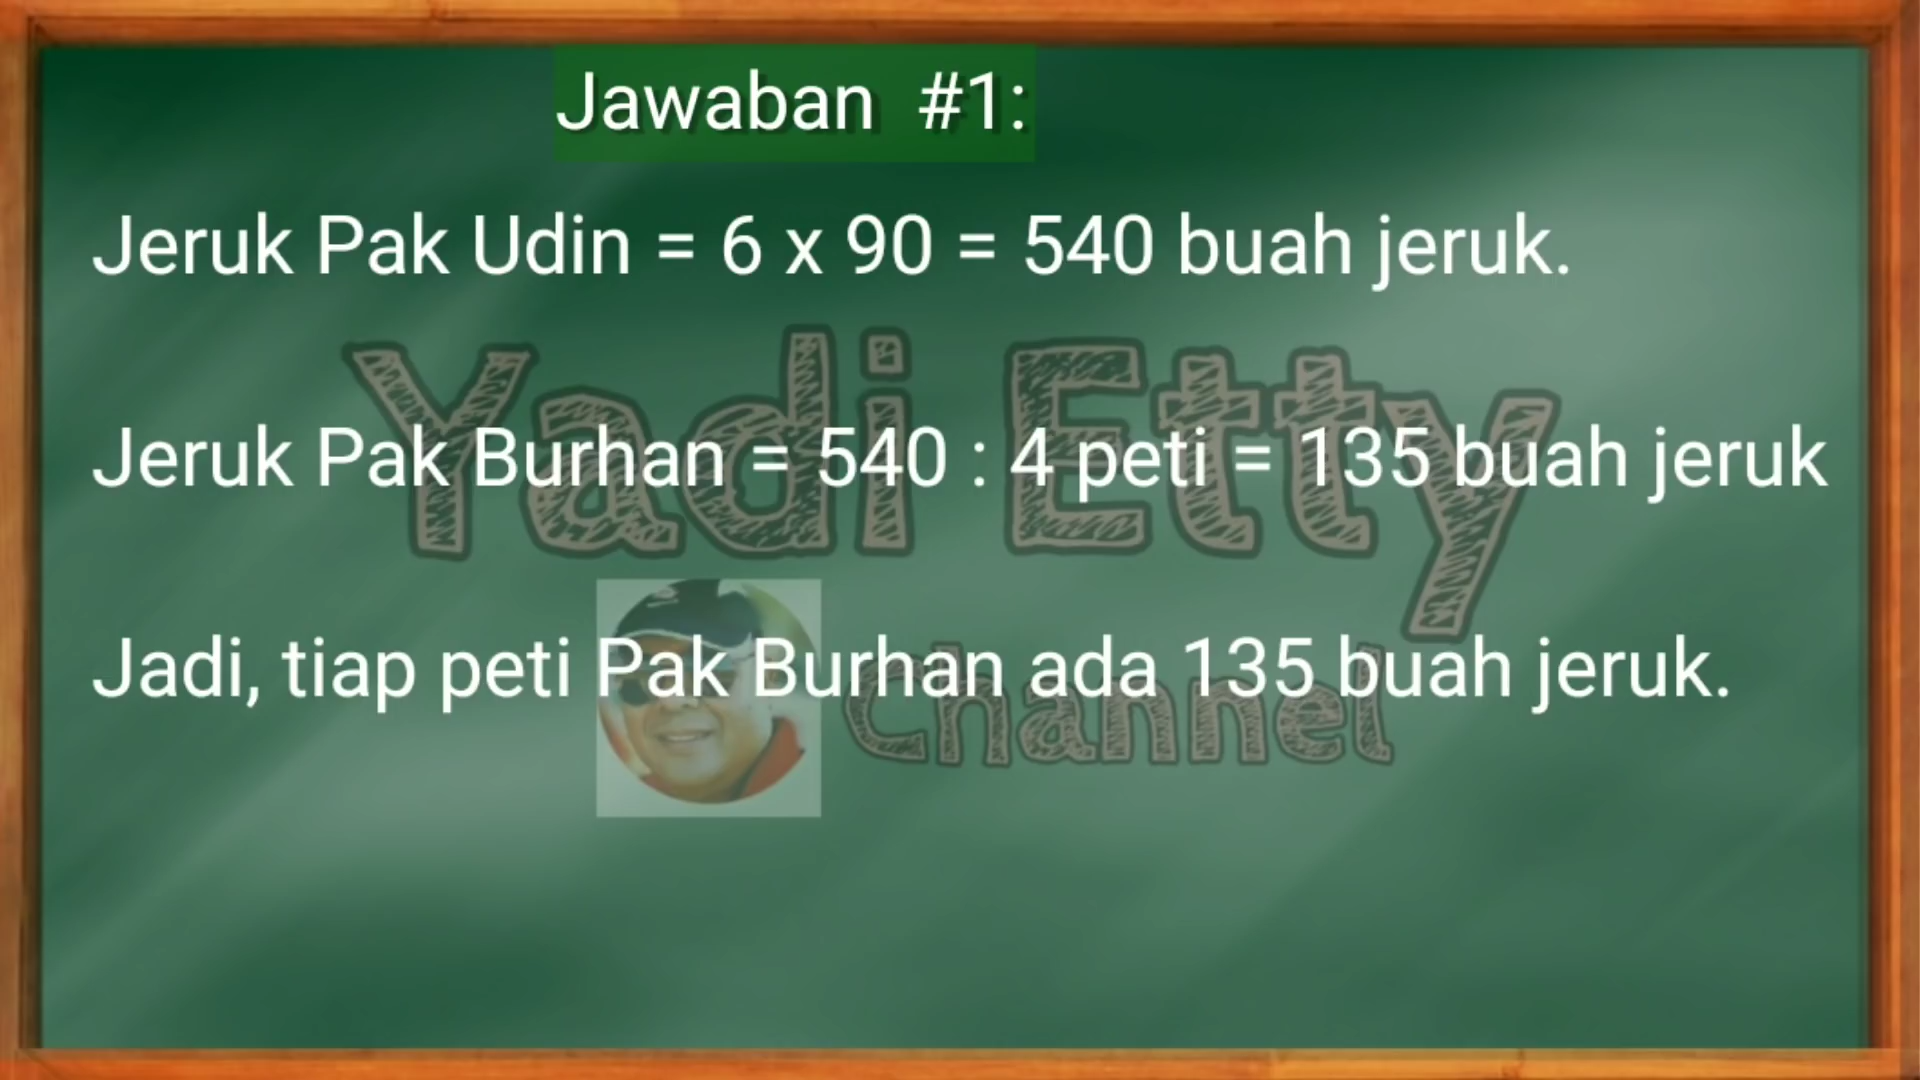 Jawaban #1:
Jeruk Pak Udin = 6 x 90 = 540 buah jeruk.
Yadi Etty
Jeruk Pak Burhan = 540 : 4 peti = 135 buah jeruk
Jadi, tiap peti Pak Burhan ada 135 buah jeruk.
Channel